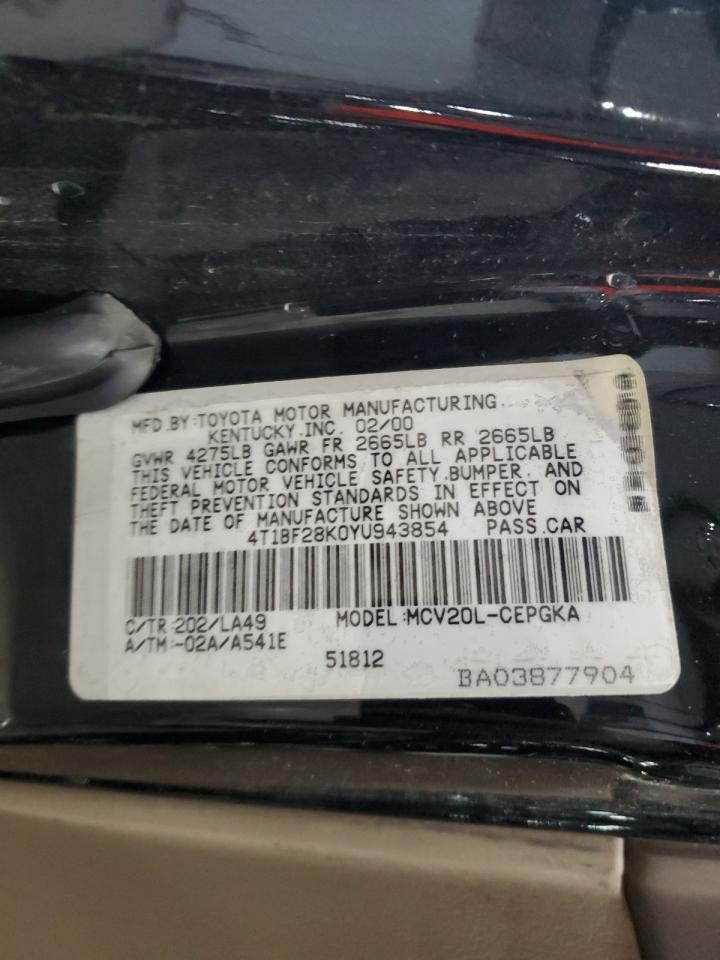 MFD.BY:TOYOTA MOTOR MANUFACTURING
KENTUCKY.INC. 02/00
GVWR 4275LB GAWR FR 2665LB RR 2665LB
THIS VEHICLE CONFORMS TO ALL APPLICABLE
FEDERAL MOTOR VEHICLE SAFETY.BUMPER. AND
THEFT PREVENTION STANDARDS IN EFFECT ON
THE DATE OF MANUFACTURE SHOWN ABOVE
4T1BF28K0YU943854 PASS.CAR
C/TR:202/LA49 MODEL:MCV20L-CEPGKA
A/TM:-02A/A541E
51812
BA03877904